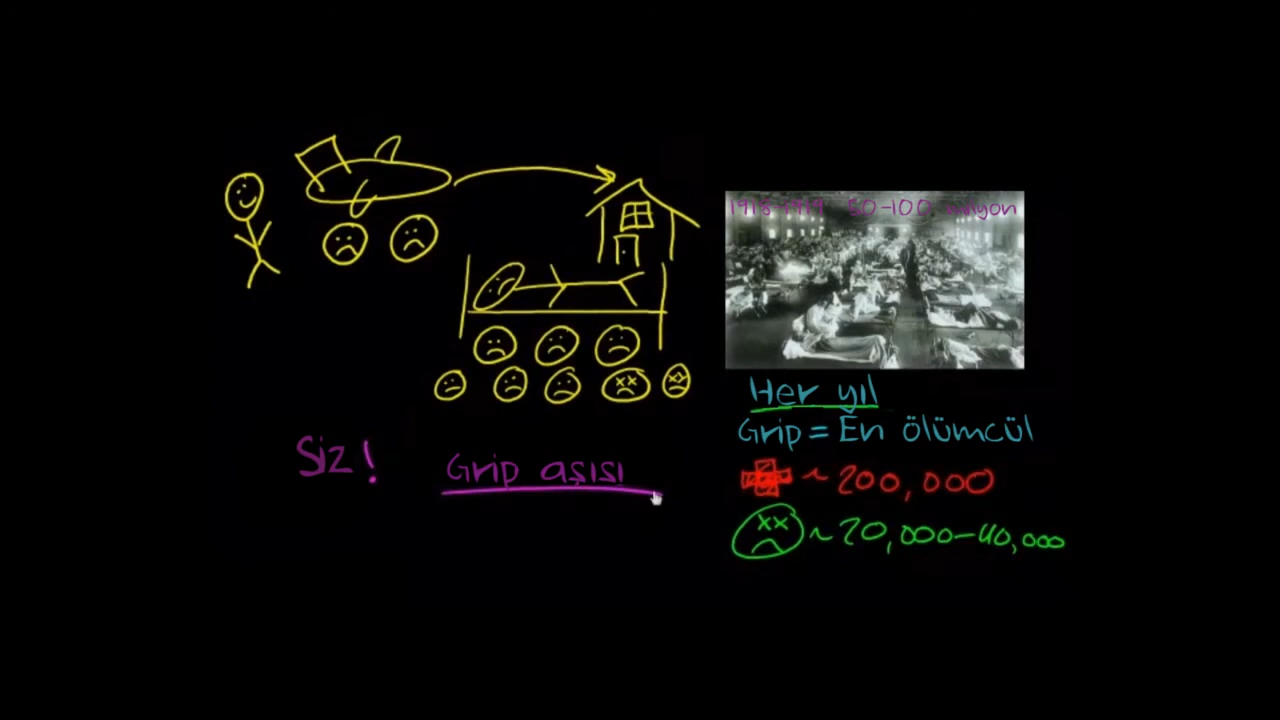 1918-1919 50-100 milyon
Her yıl
Grip = En ölümcül
~ 200,000
~ 20,000-40,000
Siz!
Grip aşısı